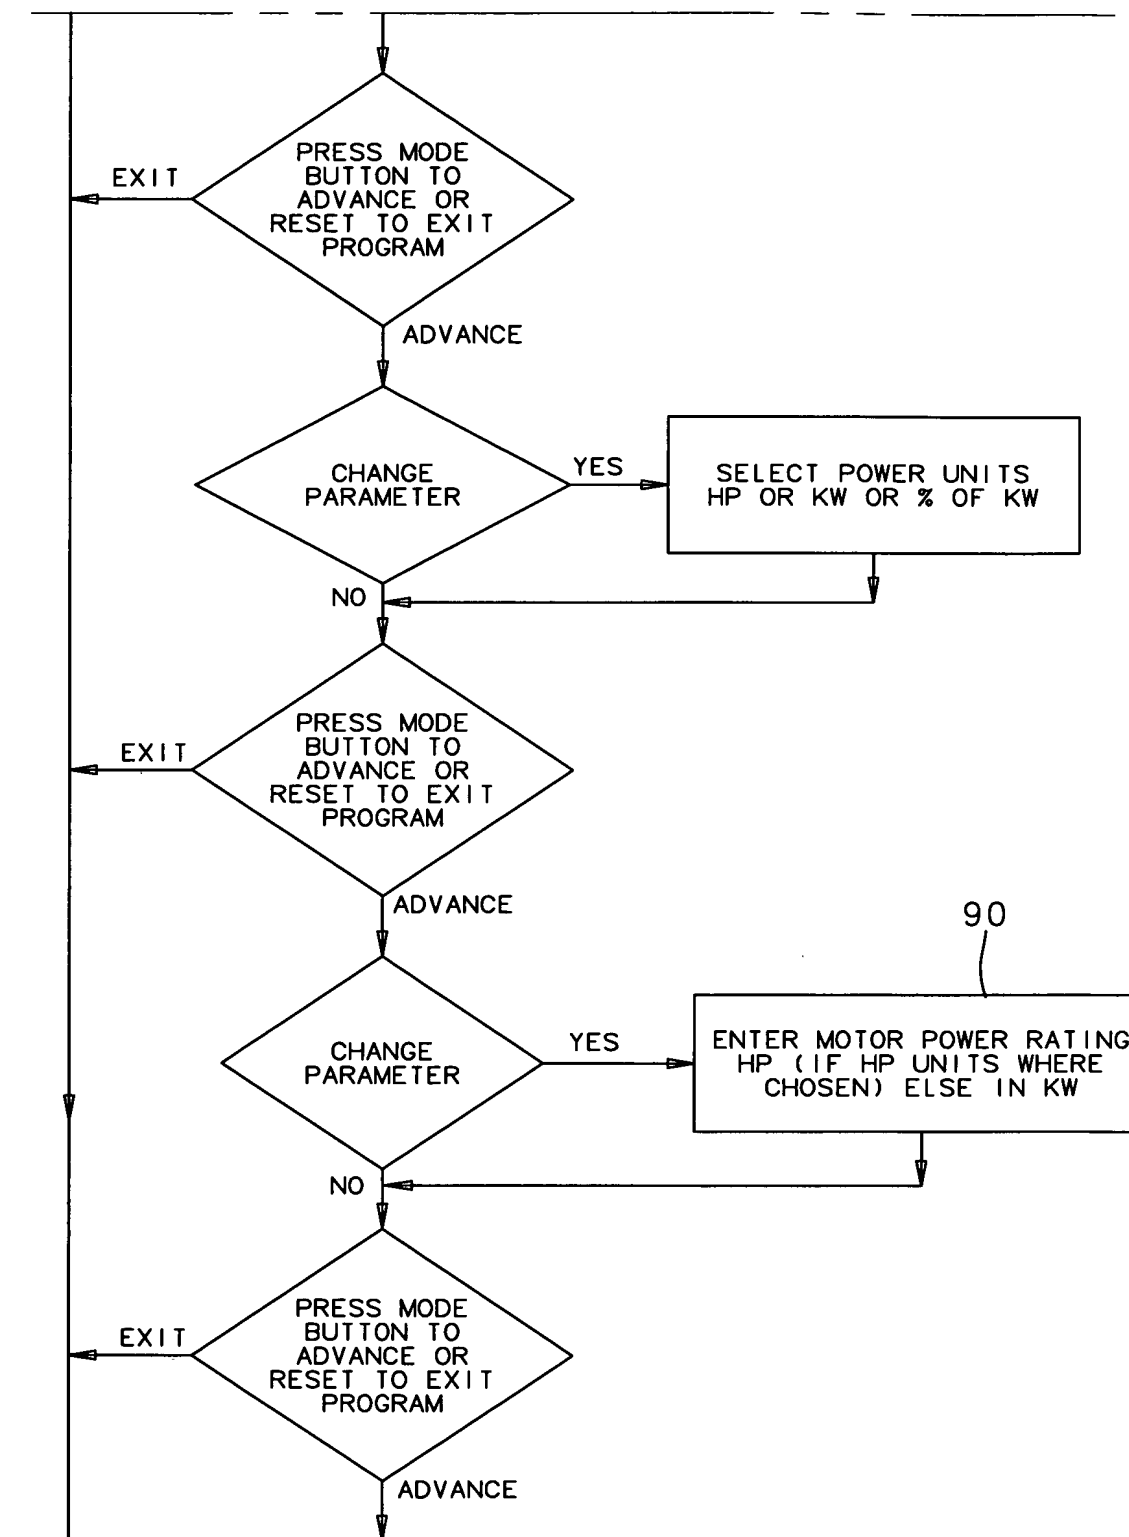 PRESS MODE
BUTTON TO
ADVANCE OR
RESET TO EXIT
PROGRAM
EXIT
ADVANCE
CHANGE
PARAMETER
YES
SELECT POWER UNITS
HP OR KW OR % OF KW
NO
PRESS MODE
BUTTON TO
ADVANCE OR
RESET TO EXIT
PROGRAM
EXIT
ADVANCE
90
CHANGE
PARAMETER
YES
ENTER MOTOR POWER RATING
HP (IF HP UNITS WHERE
CHOSEN) ELSE IN KW
NO
PRESS MODE
BUTTON TO
ADVANCE OR
RESET TO EXIT
PROGRAM
EXIT
ADVANCE